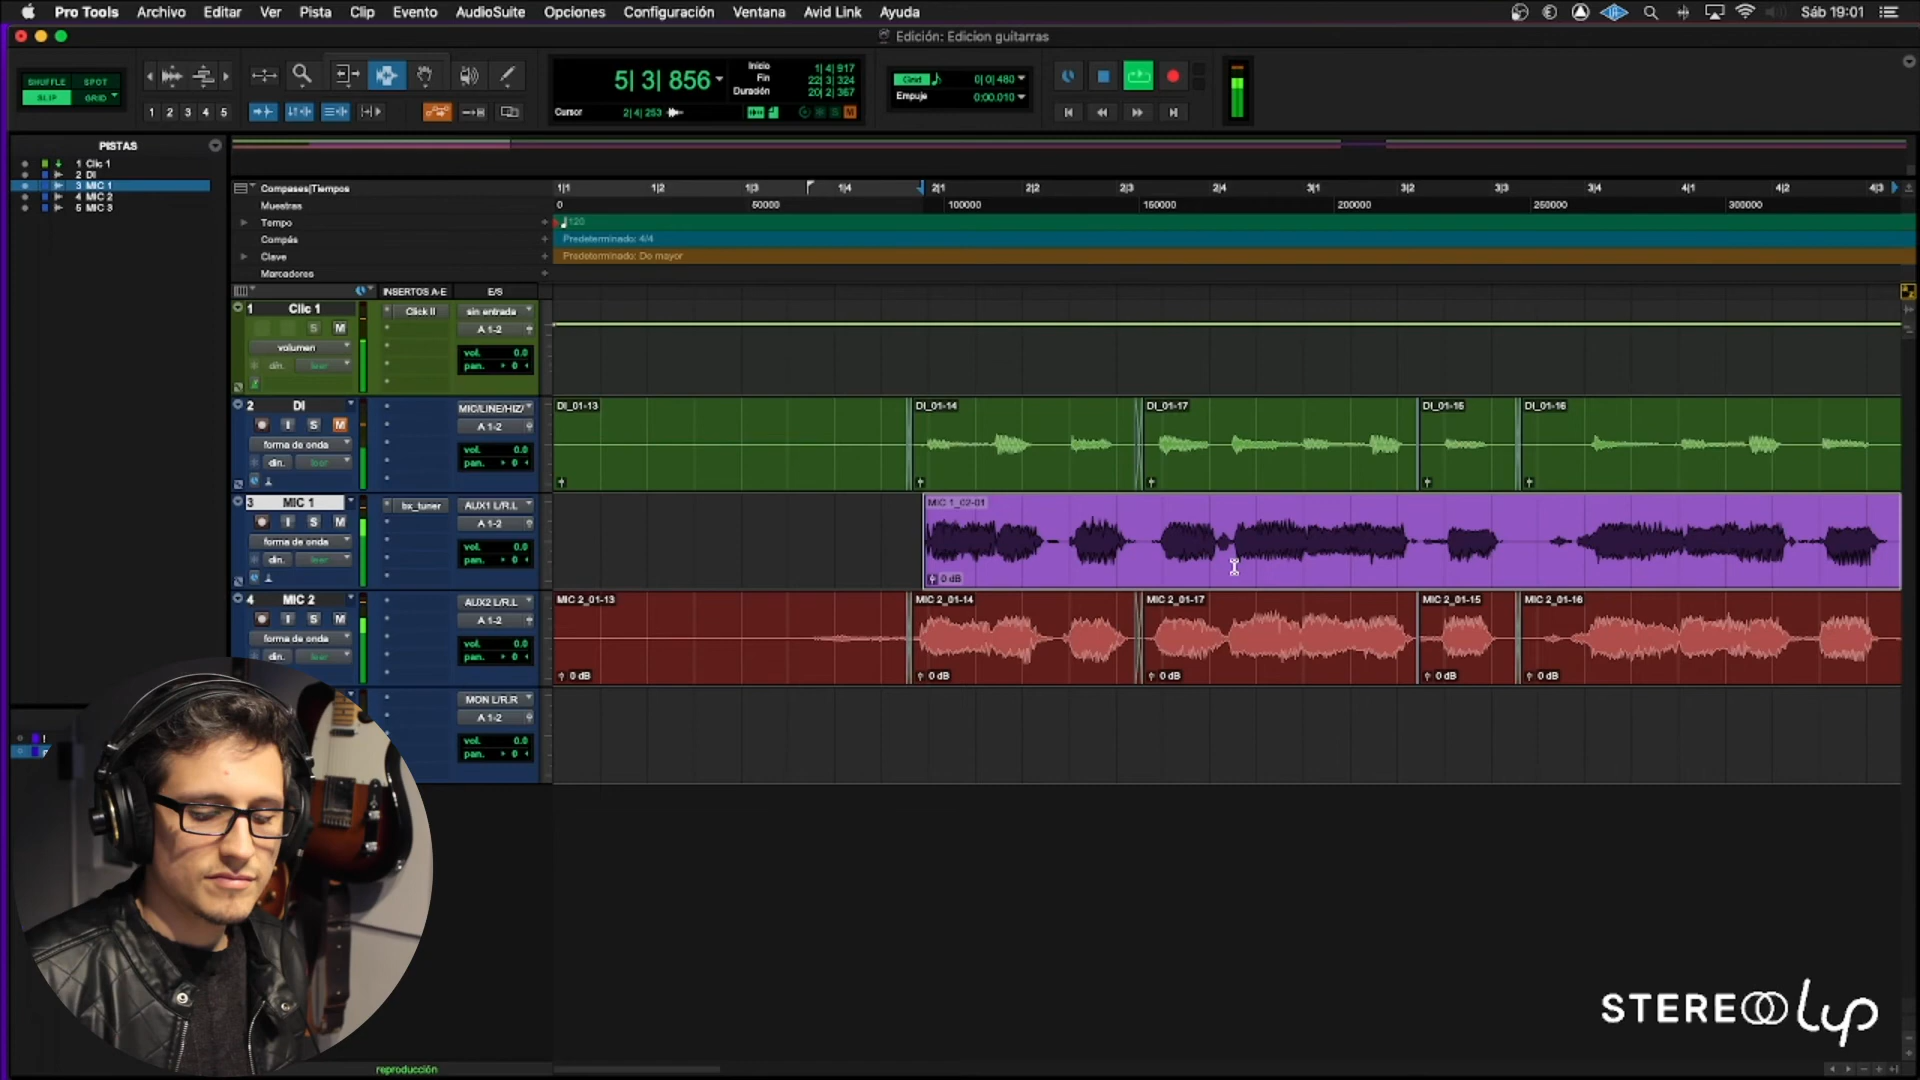 Pro Tools Archivo Editar Ver Pista Clip Evento AudioSuite Opciones Configuración Ventana Avid Link Ayuda Sáb 19:01
Edición: Edicion guitarras
SHUFFLE SPOT
SLIP GRID
1 2 3 4 5
5| 3| 856
Inicio 1| 4| 917
Fin 22| 3| 324
Duración 20| 2| 367
Cursor 2| 4| 253
Grid 0| 0| 480
Empuje 0:00.010
PISTAS
1 Clic 1
2 DI
3 MIC 1
4 MIC 2
5 MIC 3
Compases|Tiempos 1|1 1|2 1|3 1|4 2|1 2|2 2|3 2|4 3|1 3|2 3|3 3|4 4|1 4|2 4|3
Muestras 0 50000 100000 150000 200000 250000 300000
Tempo 120
Compás Predeterminado: 4/4
Clave Predeterminado: Do mayor
Marcadores
INSERTOS A-E E/S
1 Clic 1 Click II sin entrada
S M A 1-2
volumen vol. 0.0
din. leer pan. 0
2 DI MIC/LINE/HIZ/ DI_01-13 DI_01-14 DI_01-17 DI_01-15 DI_01-16
I S M A 1-2
forma de onda vol. 0.0
din. leer pan. 0
3 MIC 1 bx_tuner AUX1 L/R.L MIC 1_02-01
I S M A 1-2
forma de onda vol. 0.0
din. leer pan. 0
0 dB
4 MIC 2 AUX2 L/R.L MIC 2_01-13 MIC 2_01-14 MIC 2_01-17 MIC 2_01-15 MIC 2_01-16
I S M A 1-2
forma de onda vol. 0.0
din. leer pan. 0
0 dB 0 dB 0 dB 0 dB 0 dB
MON L/R.R
A 1-2
vol. 0.0
pan. 0
STEREO Lup
reproducción